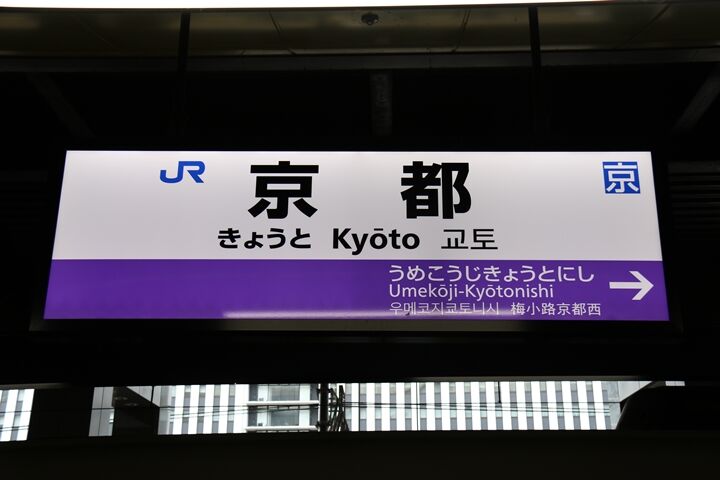 JR 京都 京
きょうと Kyōto 교토
うめこうじきょうとにし
Umekōji-Kyōtonishi →
우메코지쿄토니시 梅小路京都西